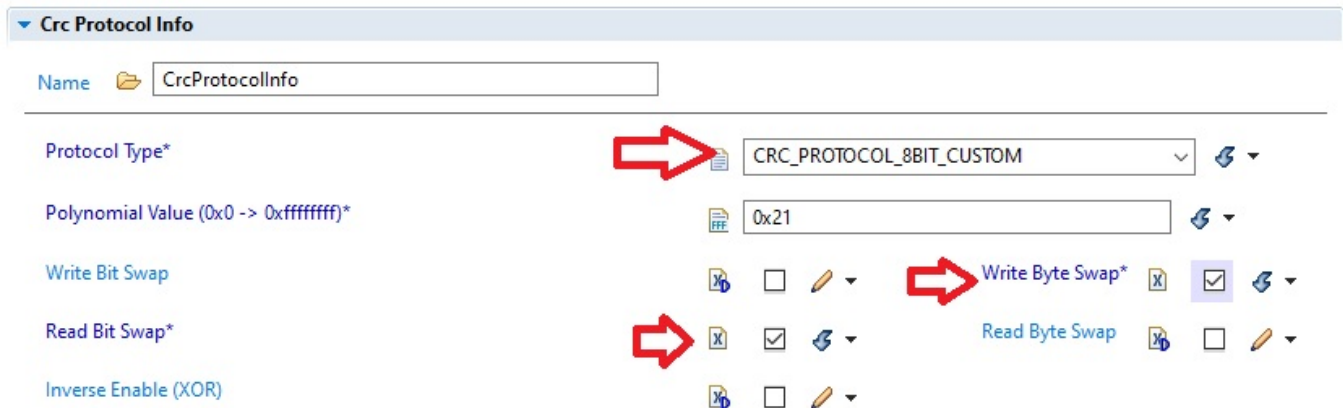 Crc Protocol Info
Name CrcProtocolInfo
Protocol Type* CRC_PROTOCOL_8BIT_CUSTOM
Polynomial Value (0x0 -> 0xffffffff)* FFF 0x21
Write Bit Swap Write Byte Swap*
Read Bit Swap* Read Byte Swap
Inverse Enable (XOR)